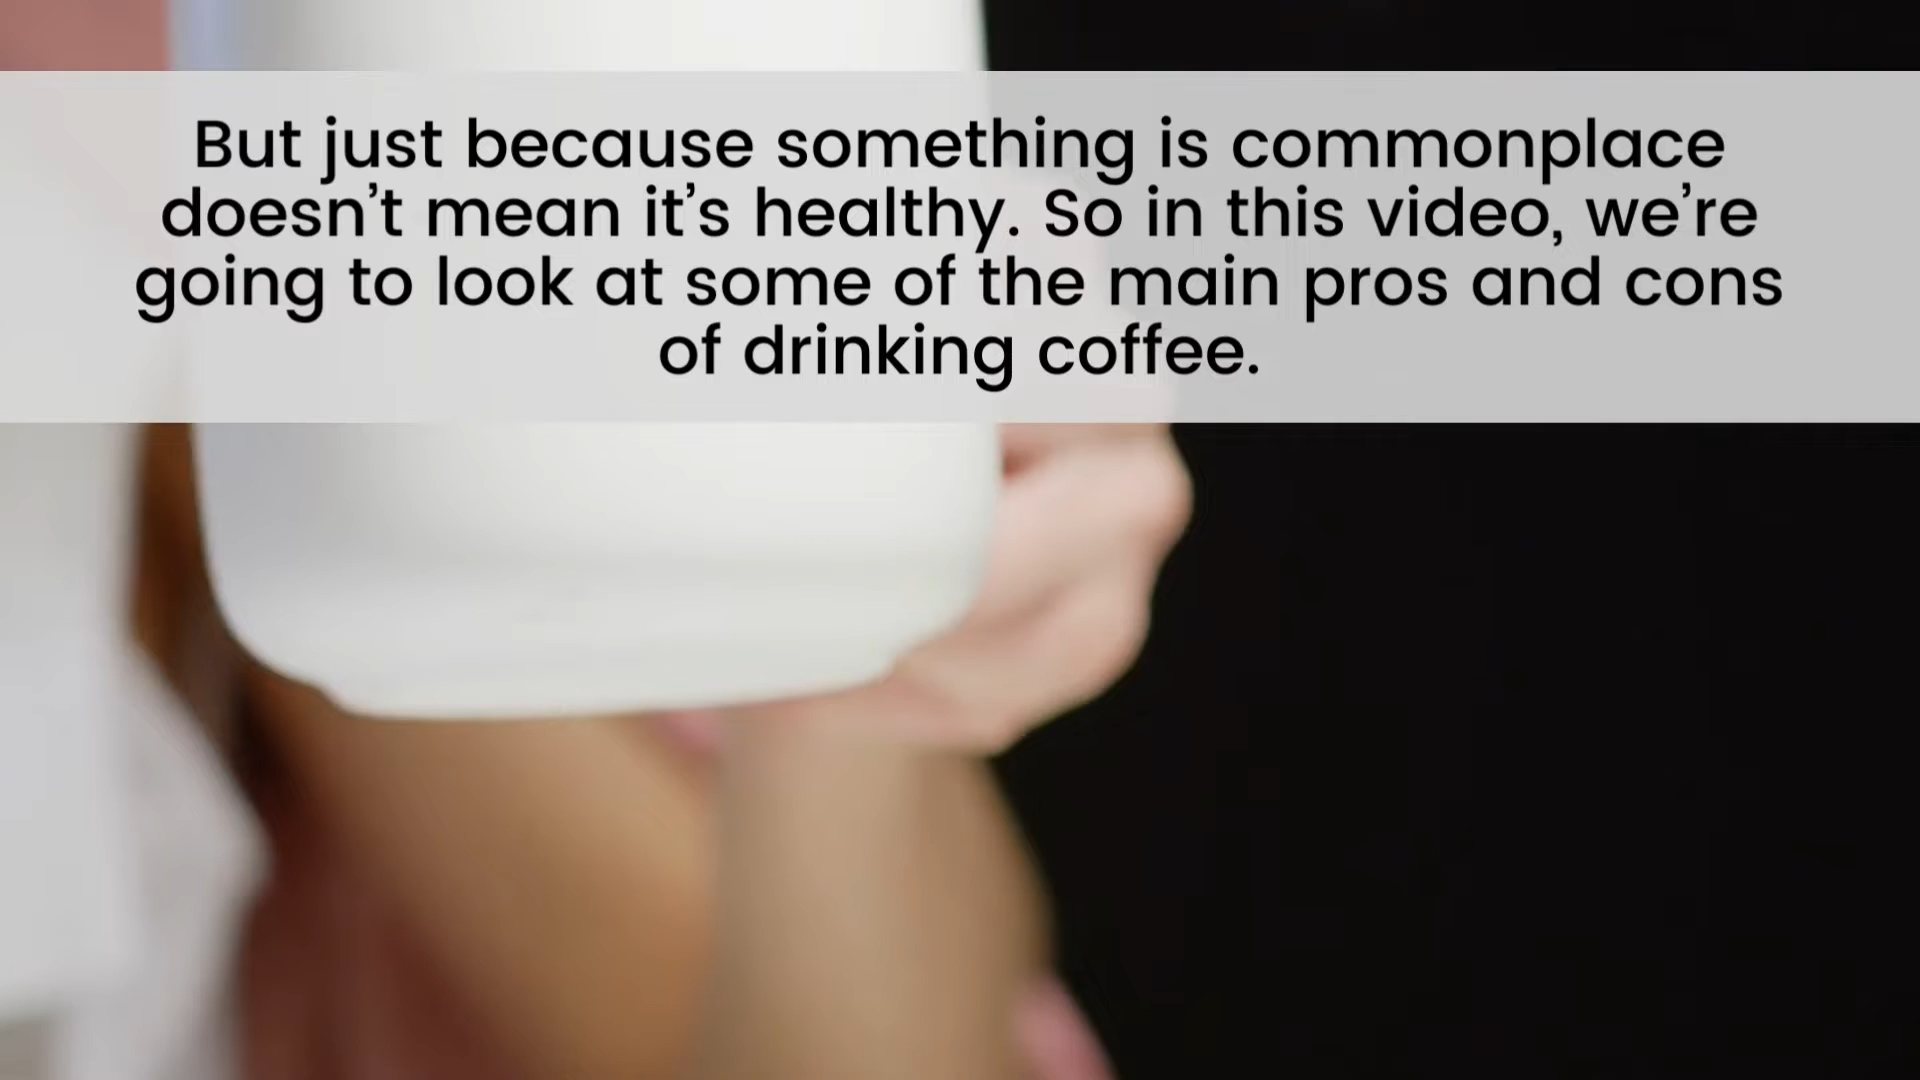 But just because something is commonplace
doesn’t mean it’s healthy. So in this video, we’re
going to look at some of the main pros and cons
of drinking coffee.